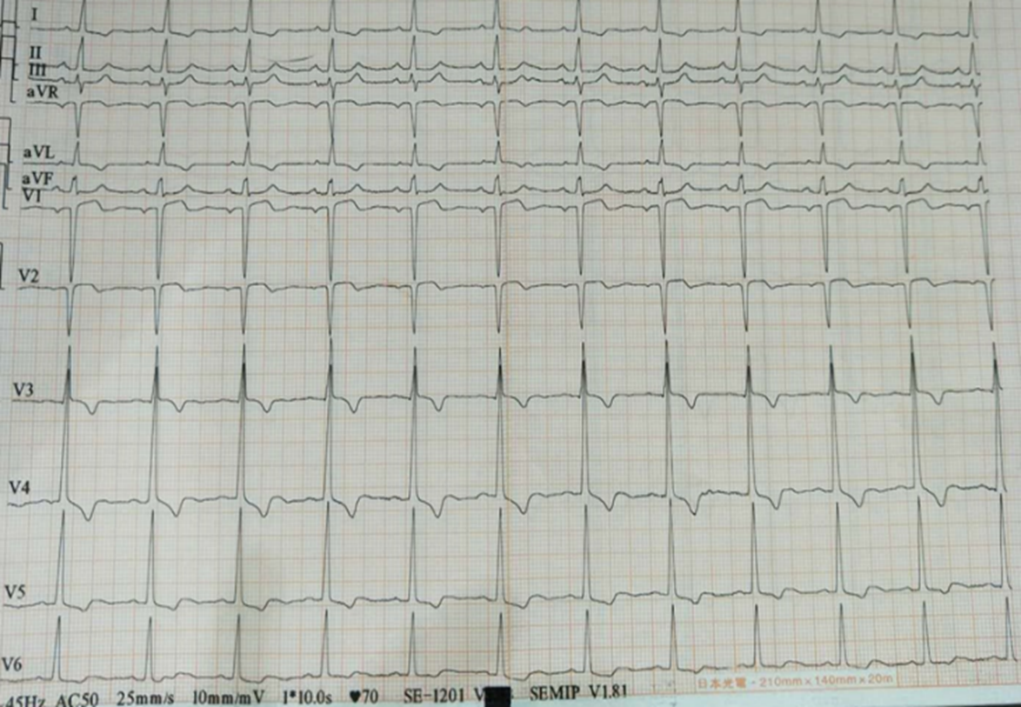 I
II
III
aVR
aVL
aVF
V1
V2
V3
V4
V5
V6
日本光電 - 210mm×140mm×20m
.45Hz AC50 25mm/s 10mm/mV 1*10.0s ♥70 SE-1201 V SEMIP V1.81